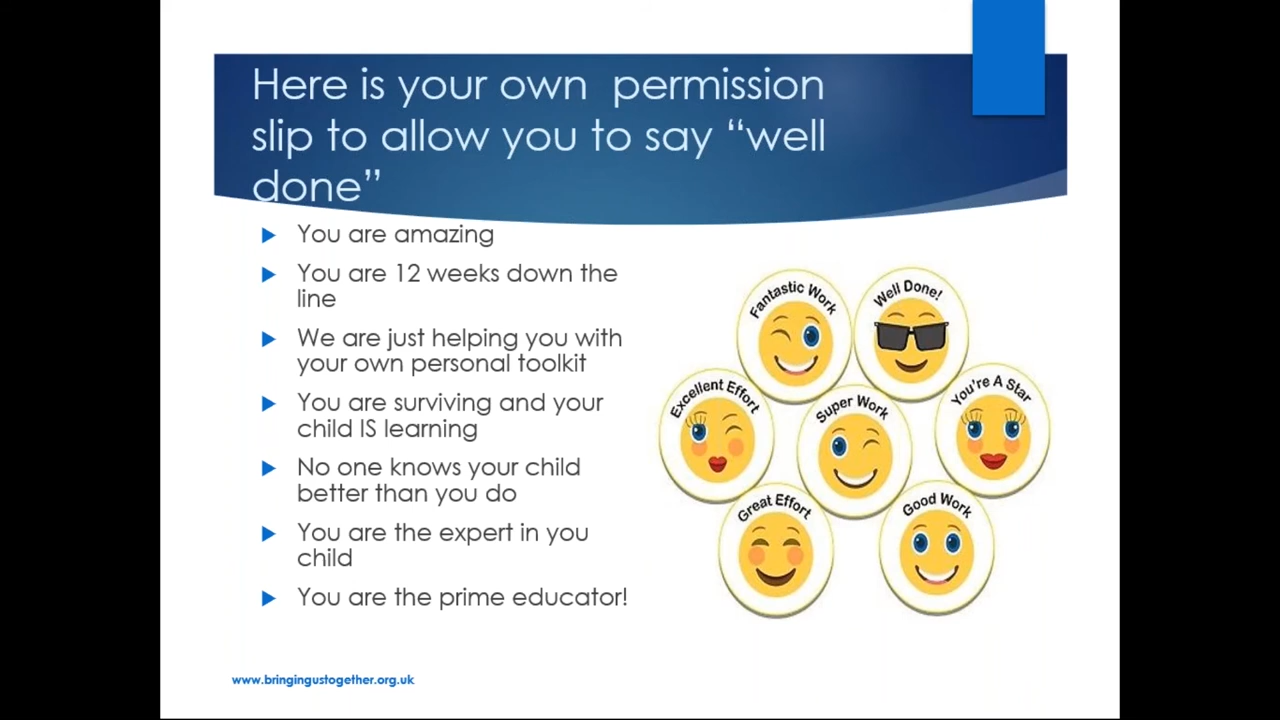 Here is your own  permission
slip to allow you to say “well
done”
You are amazing
You are 12 weeks down the
line
We are just helping you with
your own personal toolkit
You are surviving and your
child IS learning
No one knows your child
better than you do
You are the expert in you
child
You are the prime educator!
Fantastic Work
Well Done!
Excellent Effort
Super Work
You're A Star
Great Effort
Good Work
www.bringingustogether.org.uk